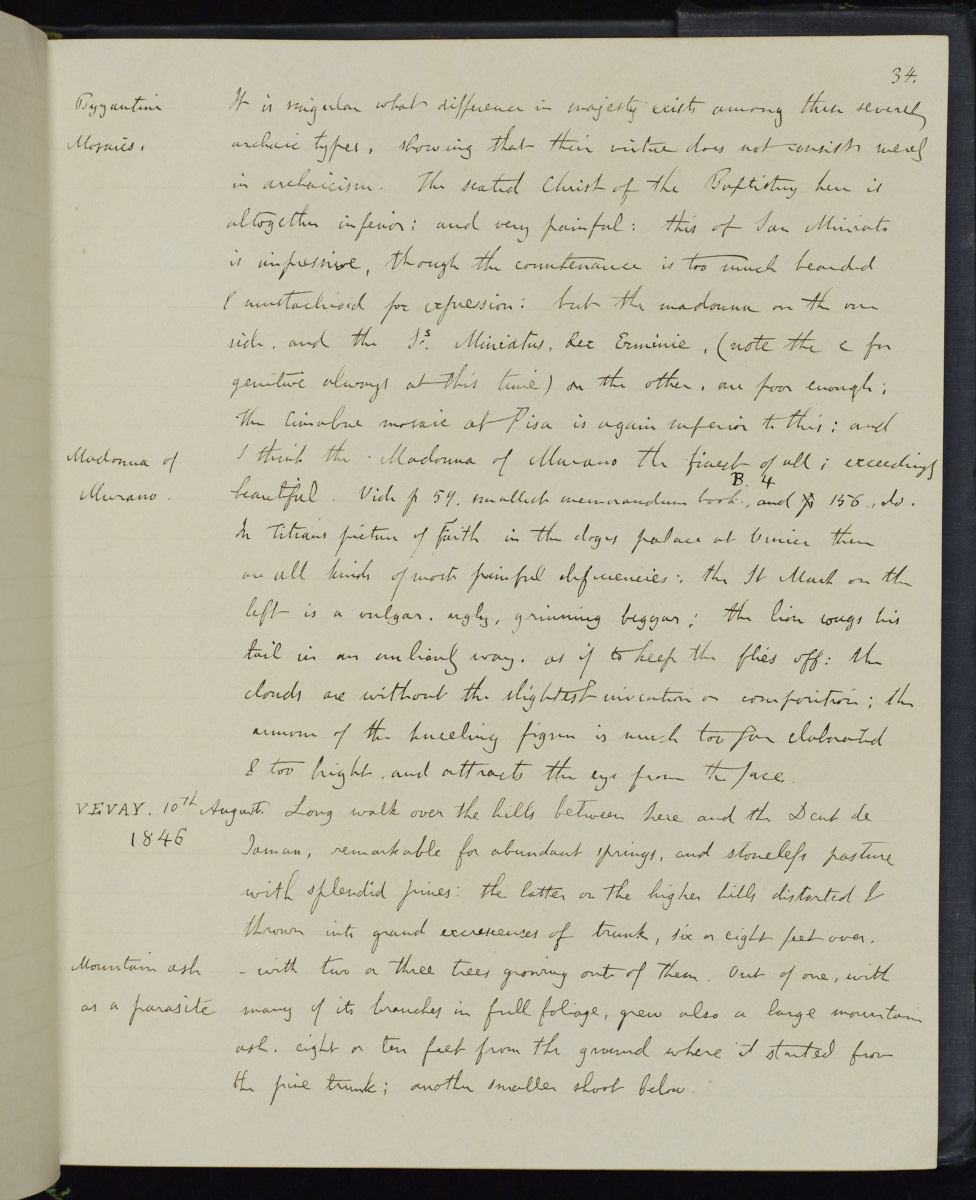 34.
Byzantine It is singular what difference in majesty exists among these severely
Mosaics. archaic types, showing that their virtue does not consist merely
in archaicism. The seated Christ of the Baptistery here is
altogether inferior: and very painful: this of San Miniato
is impressive, though the countenance is too much bearded
& mustachioed for expression: but the madonna on the one
side, and the Ss. Miniatus, Rex Erminie, (note the e for
genitive always at this time) on the other, are poor enough;
the Cimabue mosaic at Pisa is again superior to this; and
Madonna of I think the Madonna of Murano the finest of all; exceedingly
Murano. beautiful. Vide p 59. smallest memorandum book B. 4, and p 156, do.
In Titians picture of Faith in the doges palace at Venice there
are all kinds of most painful deficiencies: the St Mark on the
left is a vulgar, ugly, grinning beggar; the lion wags his
tail in an unlionly way, as if to keep the flies off: the
clouds are without the slightest invention or composition; the
armour of the kneeling figure is much too far elaborated
& too bright, and attracts the eye from the face.
VEVAY. 10th August. Long walk over the hills between here and the Dent de
1846 Jaman, remarkable for abundant springs, and stoneless pasture
with splendid pines: the latter on the higher hills distorted &
thrown into grand excrescenses of trunk, six or eight feet over.
Mountain ash - with two or three trees growing out of them. Out of one, with
as a parasite many of its branches in full foliage, grew also a large mountain
ash. eight or ten feet from the ground where it started from
the pine trunk; another smaller shoot below.